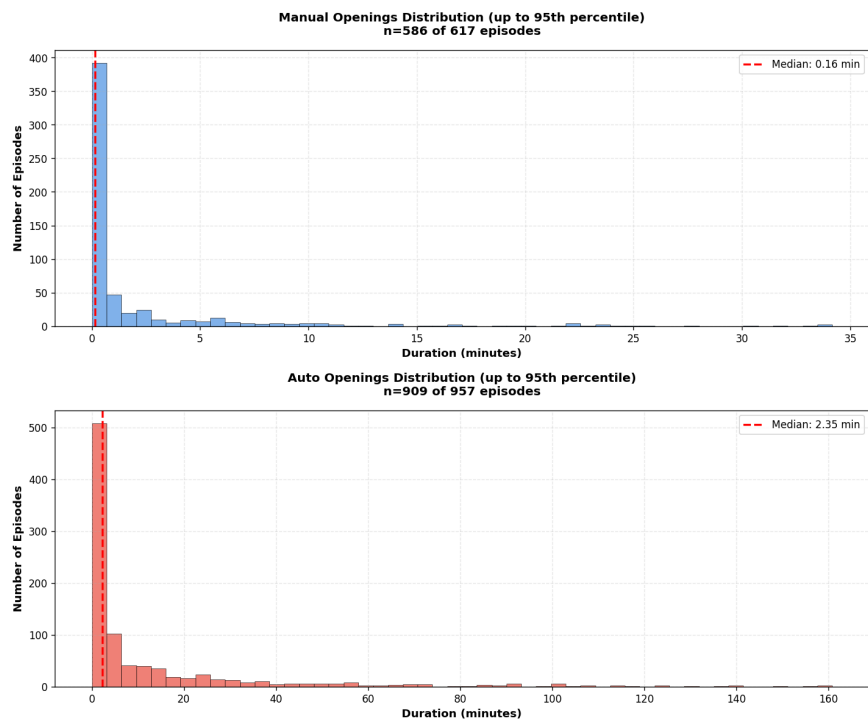 Manual Openings Distribution (up to 95th percentile)
n=586 of 617 episodes
Median: 0.16 min
Number of Episodes
400
350
300
250
200
150
100
50
0
0 5 10 15 20 25 30 35
Duration (minutes)
Auto Openings Distribution (up to 95th percentile)
n=909 of 957 episodes
Median: 2.35 min
Number of Episodes
500
400
300
200
100
0
0 20 40 60 80 100 120 140 160
Duration (minutes)